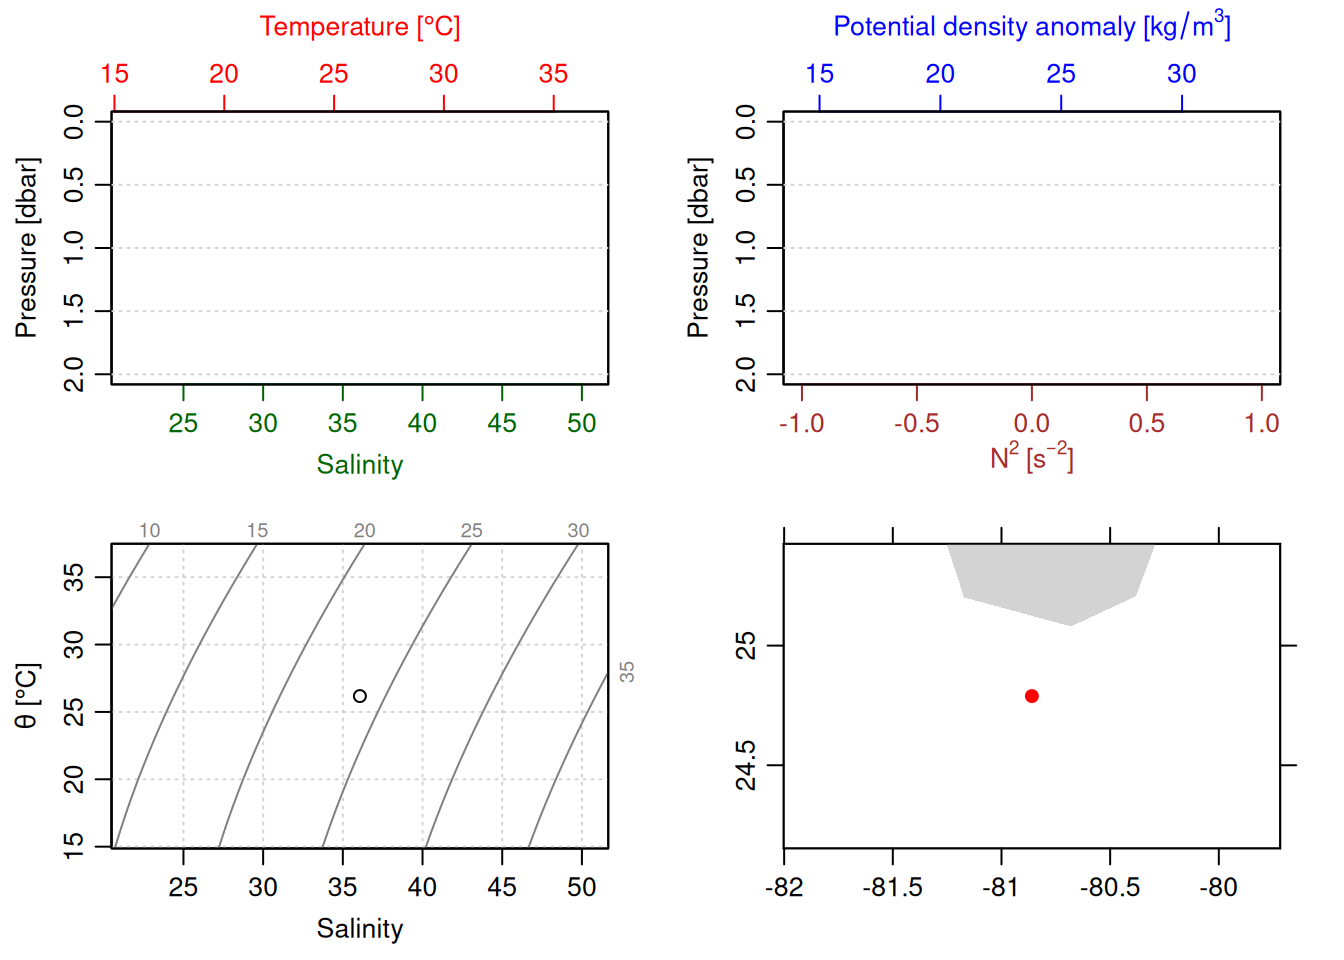 Temperature [°C]
15 20 25 30 35
Pressure [dbar]
0.0 0.5 1.0 1.5 2.0
25 30 35 40 45 50
Salinity
Potential density anomaly [kg/m³]
15 20 25 30
Pressure [dbar]
0.0 0.5 1.0 1.5 2.0
-1.0 -0.5 0.0 0.5 1.0
N² [s⁻²]
10 15 20 25 30
35
θ [°C]
35 30 25 20 15
25 30 35 40 45 50
Salinity
25
24.5
-82 -81.5 -81 -80.5 -80